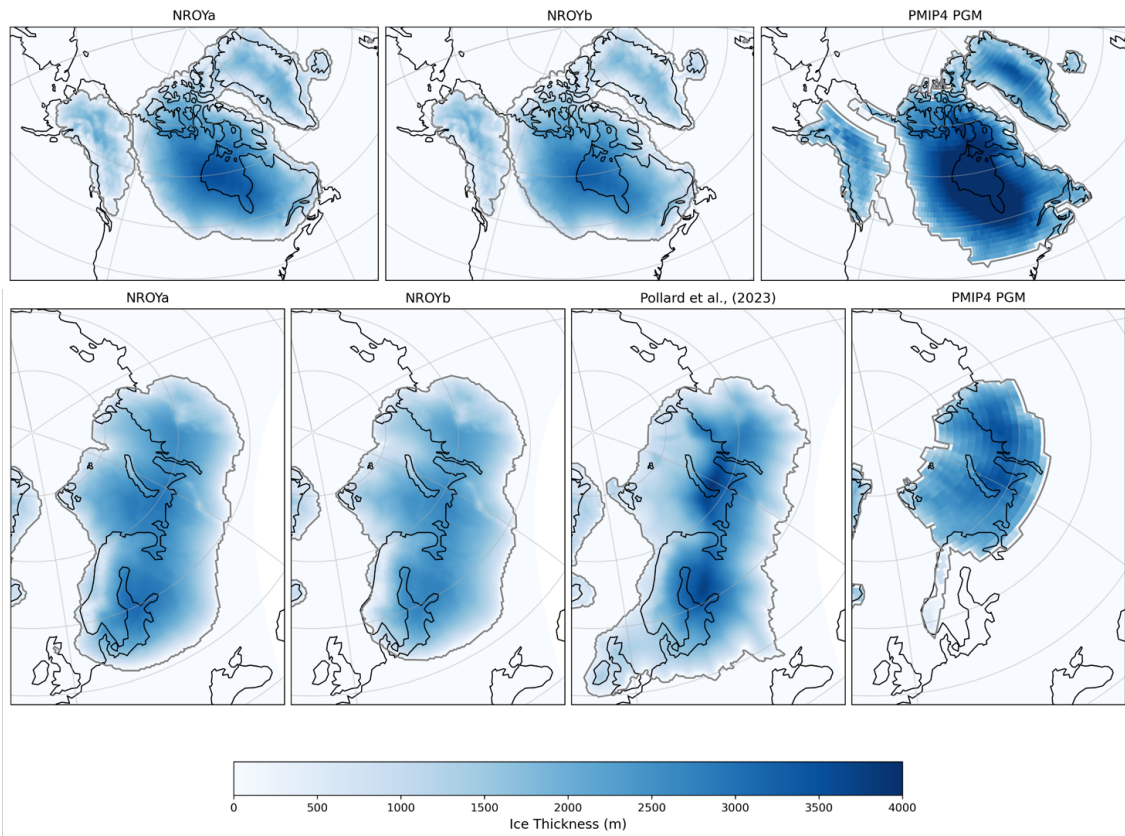 NROYa
NROYb
PMIP4 PGM
NROYa
NROYb
Pollard et al., (2023)
PMIP4 PGM
0
500
1000
1500
2000
2500
3000
3500
4000
Ice Thickness (m)